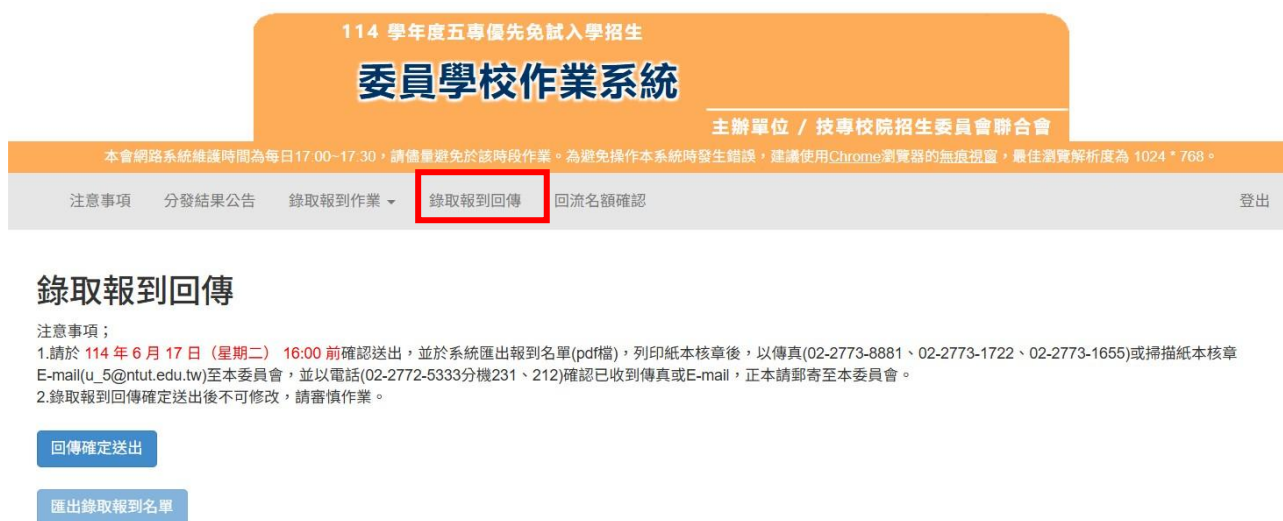 114 學年度五專優先免試入學招生
委員學校作業系統
主辦單位 / 技專校院招生委員會聯合會
本會網路系統維護時間為每日17:00~17:30，請儘量避免於該時段作業。為避免操作本系統時發生錯誤，建議使用Chrome瀏覽器的無痕視窗，最佳瀏覽解析度為 1024 * 768。
注意事項 分發結果公告 錄取報到作業 錄取報到回傳 回流名額確認 登出
錄取報到回傳
注意事項；
1.請於 114 年 6 月 17 日（星期二） 16:00 前確認送出，並於系統匯出報到名單(pdf檔)，列印紙本核章後，以傳真(02-2773-8881、02-2773-1722、02-2773-1655)或掃描紙本核章
E-mail(u_5@ntut.edu.tw)至本委員會，並以電話(02-2772-5333分機231、212)確認已收到傳真或E-mail，正本請郵寄至本委員會。
2.錄取報到回傳確定送出後不可修改，請審慎作業。
回傳確定送出
匯出錄取報到名單